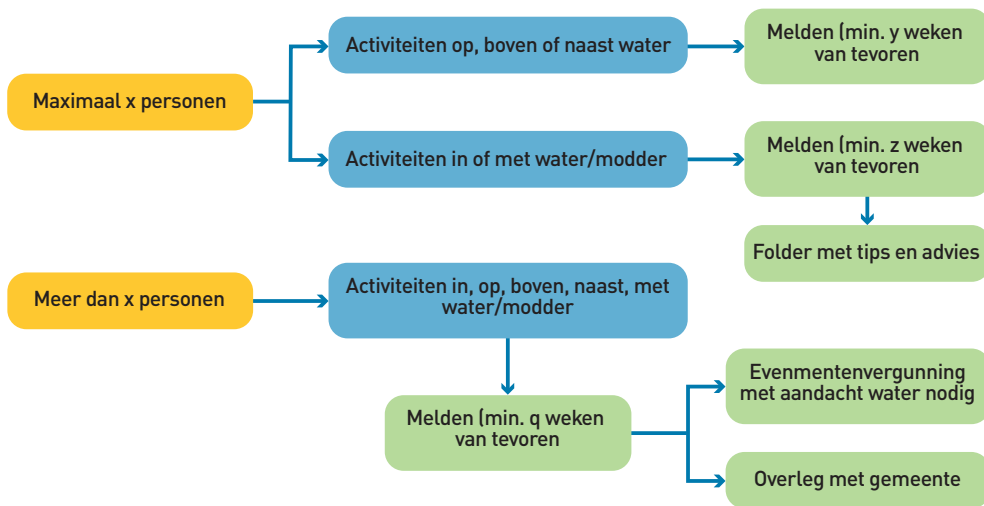 Maximaal x personen
Activiteiten op, boven of naast water
Melden (min. y weken
van tevoren
Activiteiten in of met water/modder
Melden (min. z weken
van tevoren
Folder met tips en advies
Meer dan x personen
Activiteiten in, op, boven, naast, met
water/modder
Melden (min. q weken
van tevoren
Evenmentenvergunning
met aandacht water nodig
Overleg met gemeente